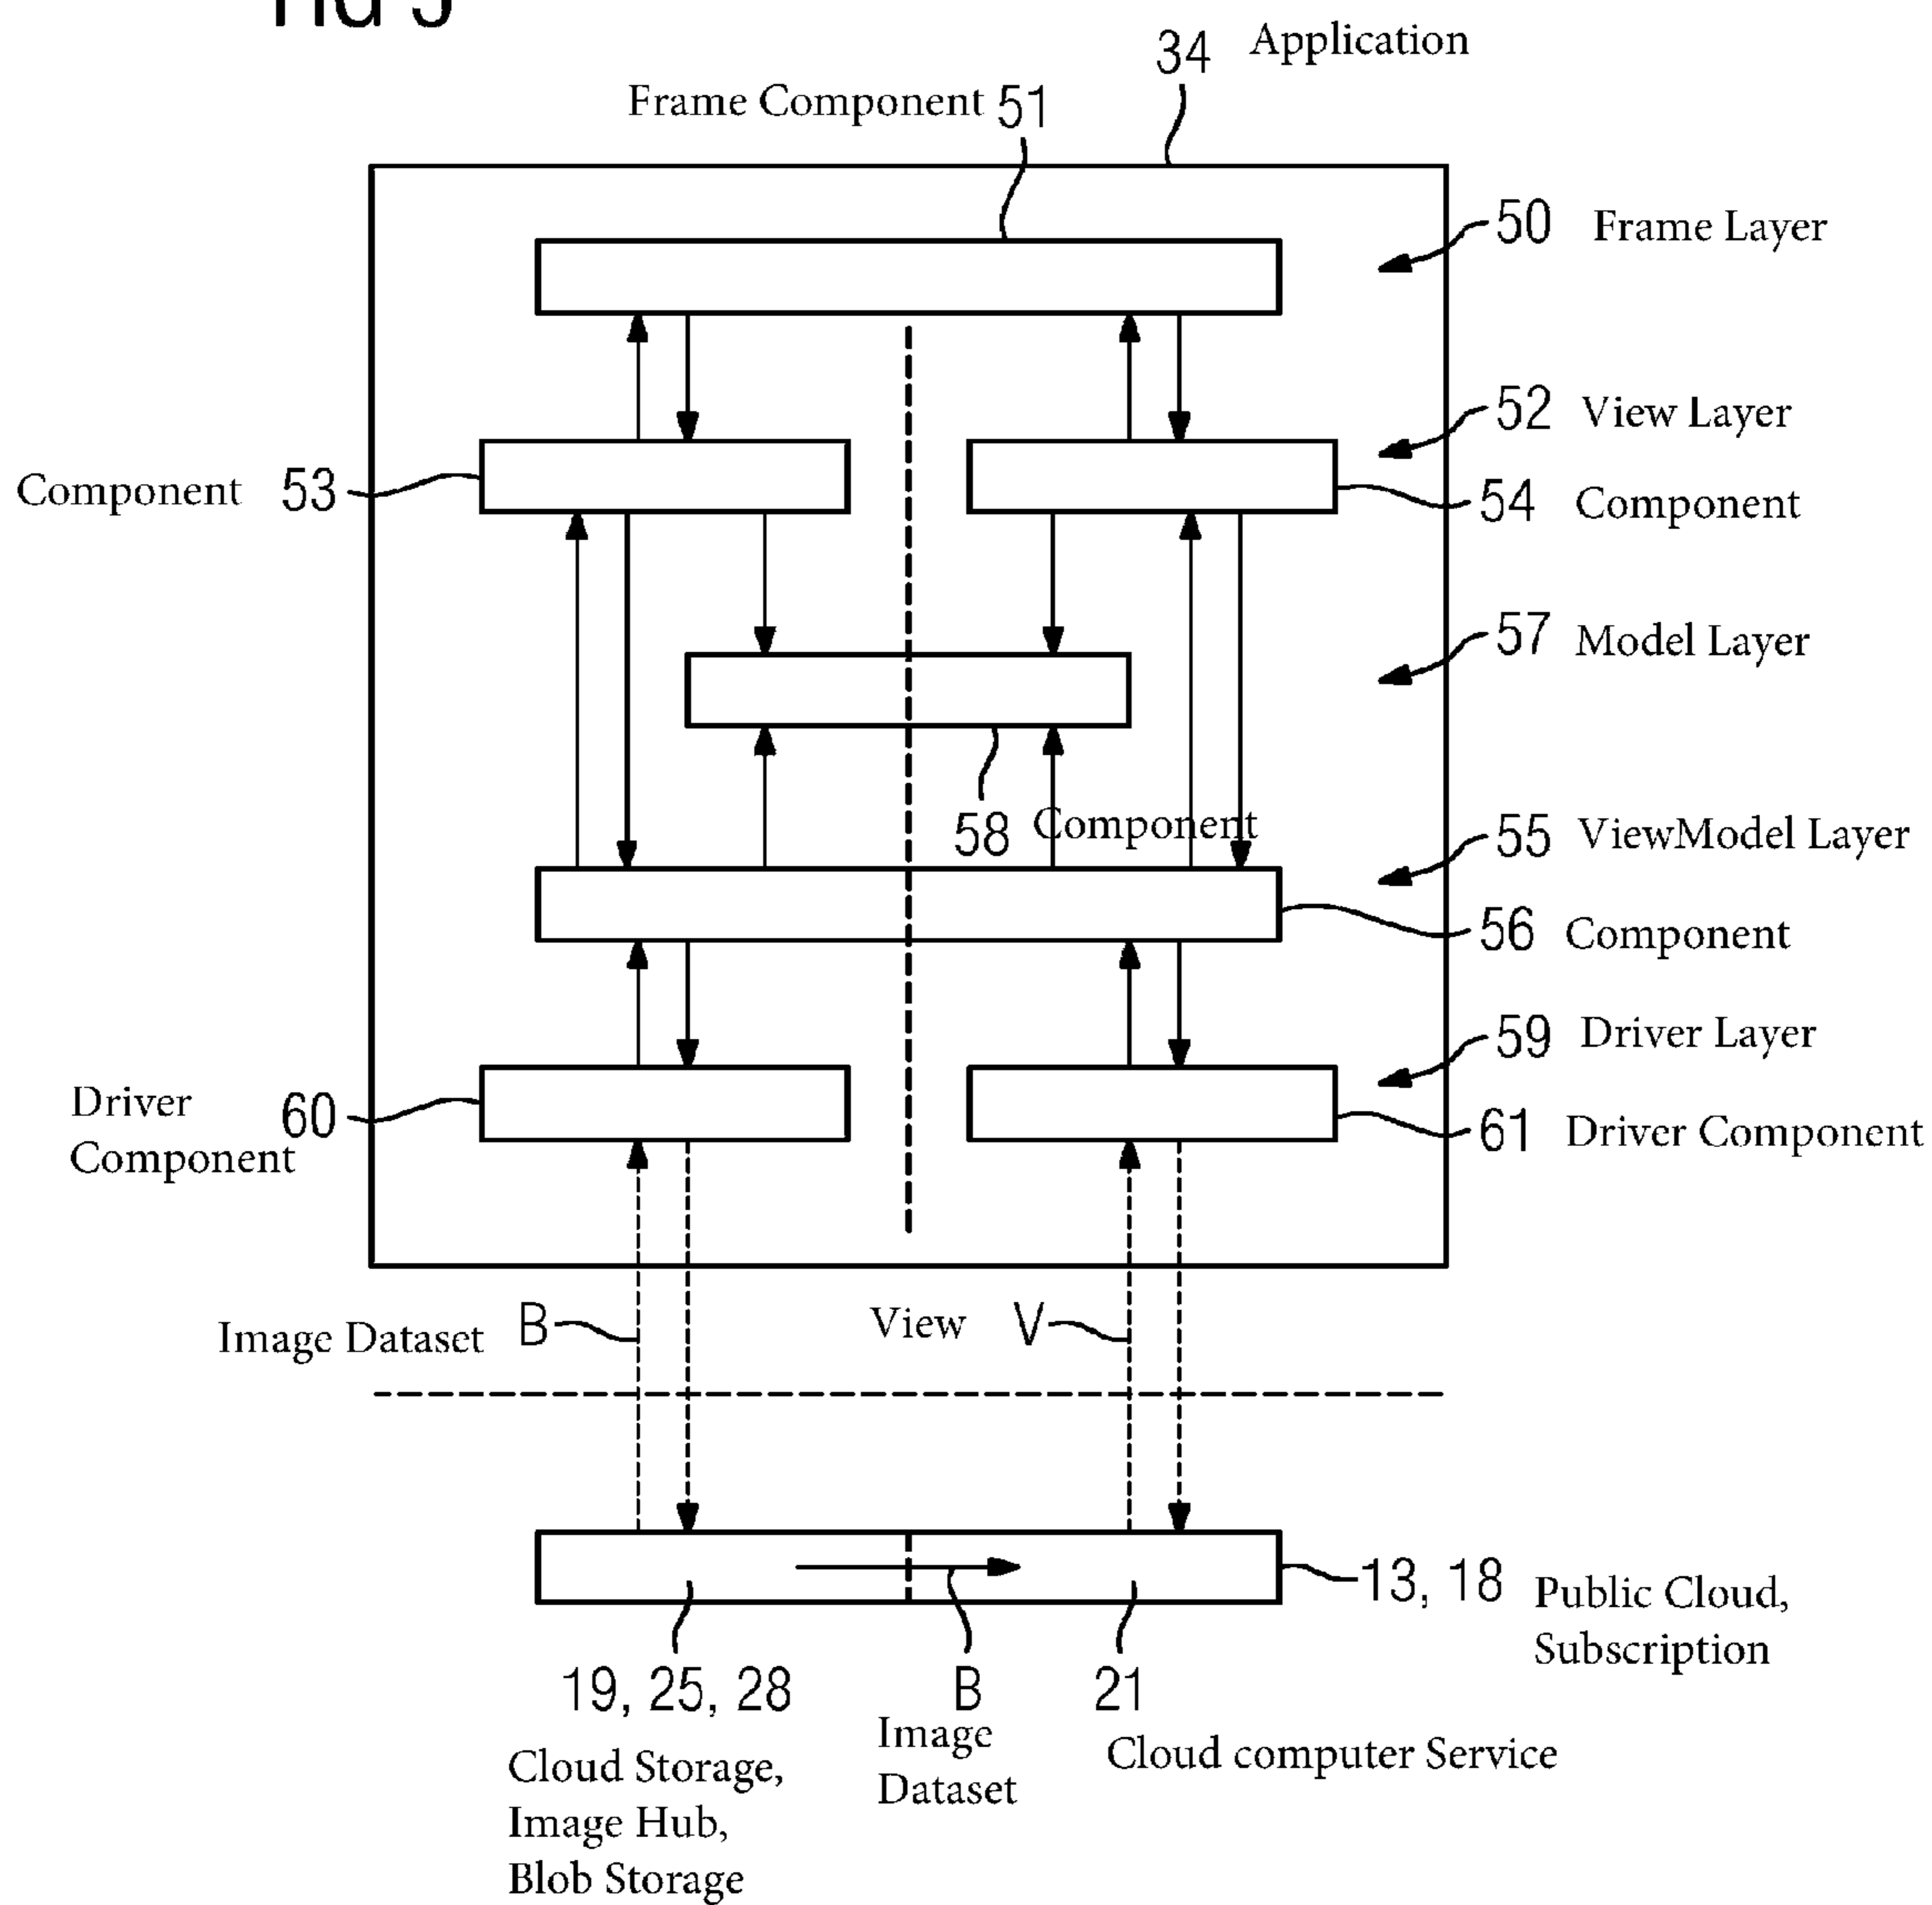 34 Application
Frame Component 51
50 Frame Layer
52 View Layer
Component 53
54 Component
57 Model Layer
58 Component
55 ViewModel Layer
56 Component
59 Driver Layer
Driver
Component 60
61 Driver Component
Image Dataset B
View V
13, 18 Public Cloud,
Subscription
19, 25, 28
Cloud Storage,
Image Hub,
Blob Storage
B
Image
Dataset
21
Cloud computer Service